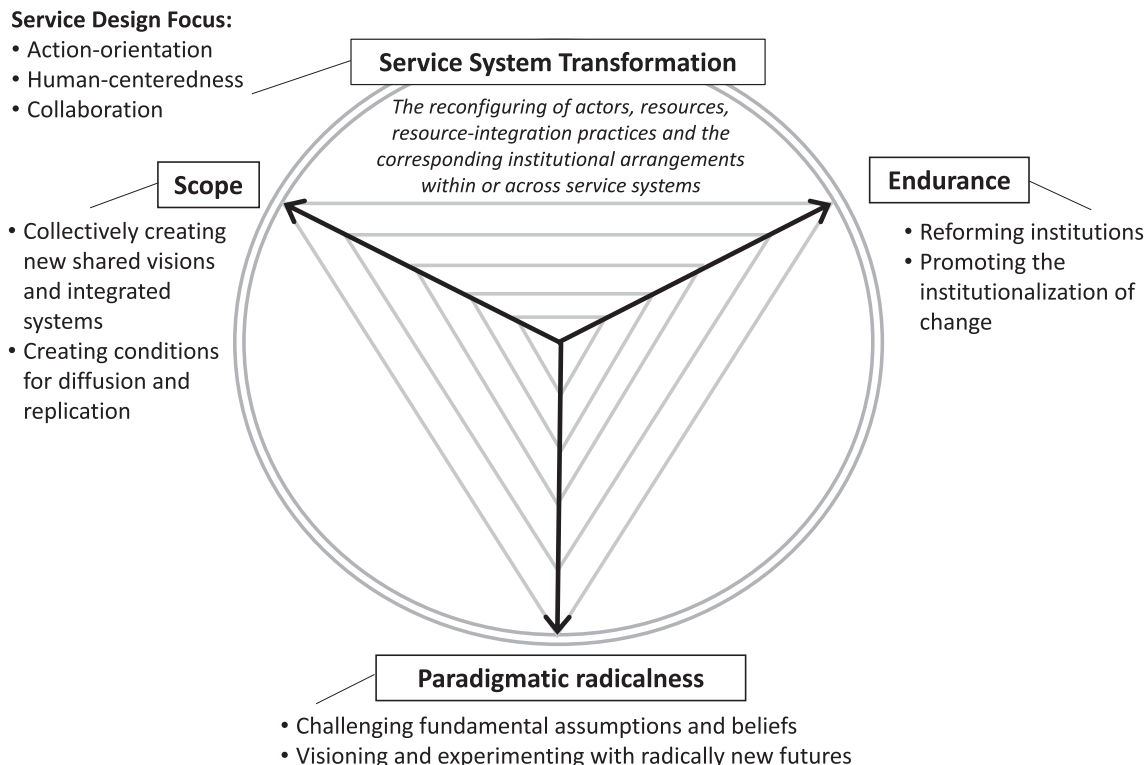 Service Design Focus:
• Action-orientation
• Human-centeredness
• Collaboration
Service System Transformation
The reconfiguring of actors, resources,
resource-integration practices and the
corresponding institutional arrangements
within or across service systems
Scope
• Collectively creating
new shared visions
and integrated
systems
• Creating conditions
for diffusion and
replication
Endurance
• Reforming institutions
• Promoting the
institutionalization of
change
Paradigmatic radicalness
• Challenging fundamental assumptions and beliefs
• Visioning and experimenting with radically new futures